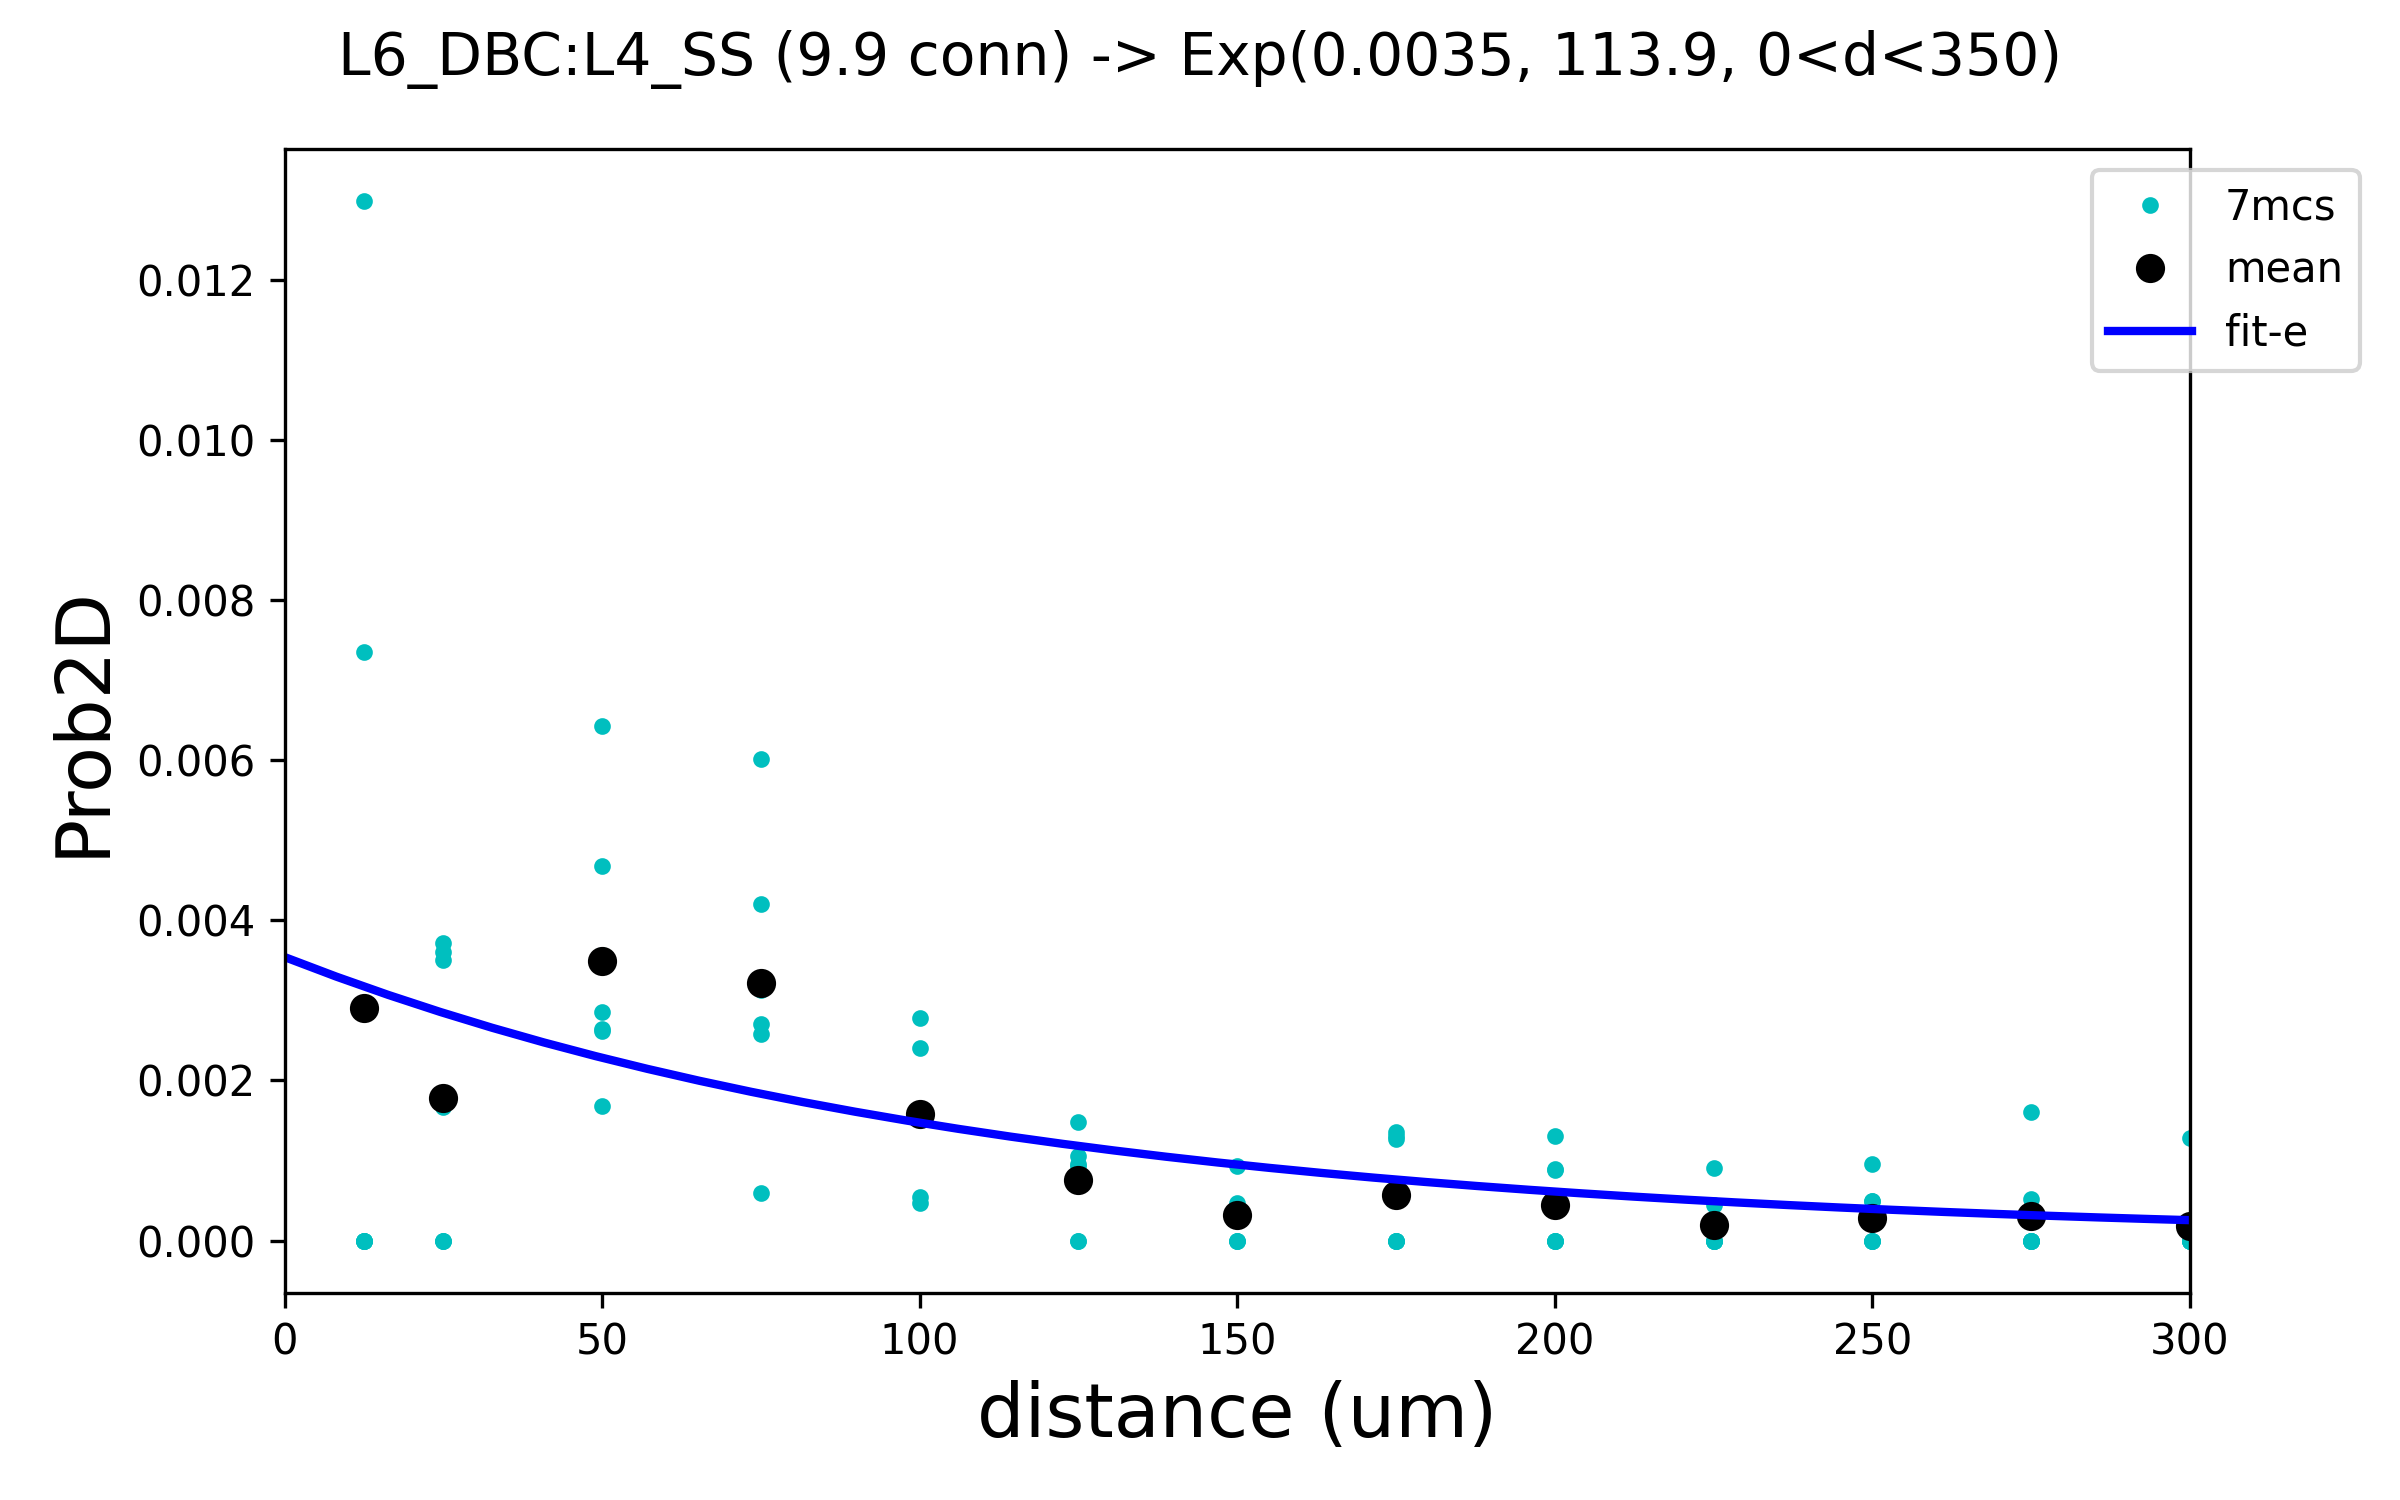 L6_DBC:L4_SS (9.9 conn) -> Exp(0.0035, 113.9, 0<d<350)
7mcs
mean
fit-e
Prob2D
0.012
0.010
0.008
0.006
0.004
0.002
0.000
0 50 100 150 200 250 300
distance (um)